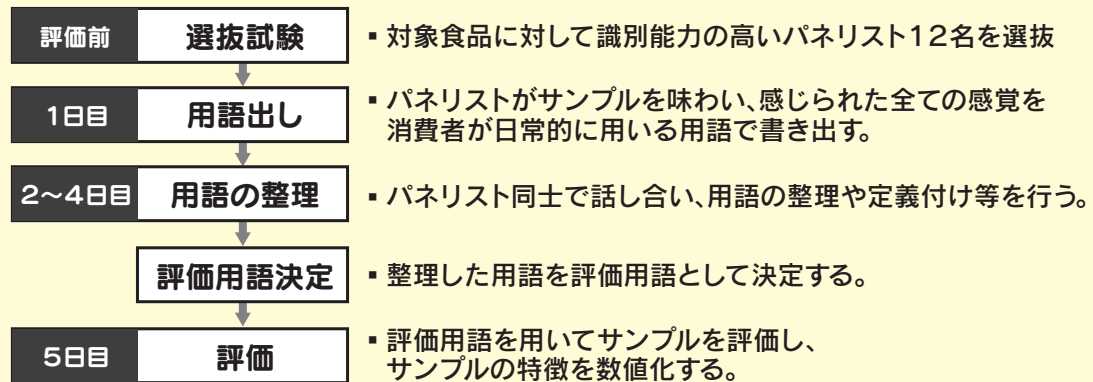 評価前 選抜試験 ▪対象食品に対して識別能力の高いパネリスト12名を選抜
1日目 用語出し ▪パネリストがサンプルを味わい、感じられた全ての感覚を
消費者が日常的に用いる用語で書き出す。
2～4日目 用語の整理 ▪パネリスト同士で話し合い、用語の整理や定義付け等を行う。
評価用語決定 ▪整理した用語を評価用語として決定する。
5日目 評価 ▪評価用語を用いてサンプルを評価し、
サンプルの特徴を数値化する。